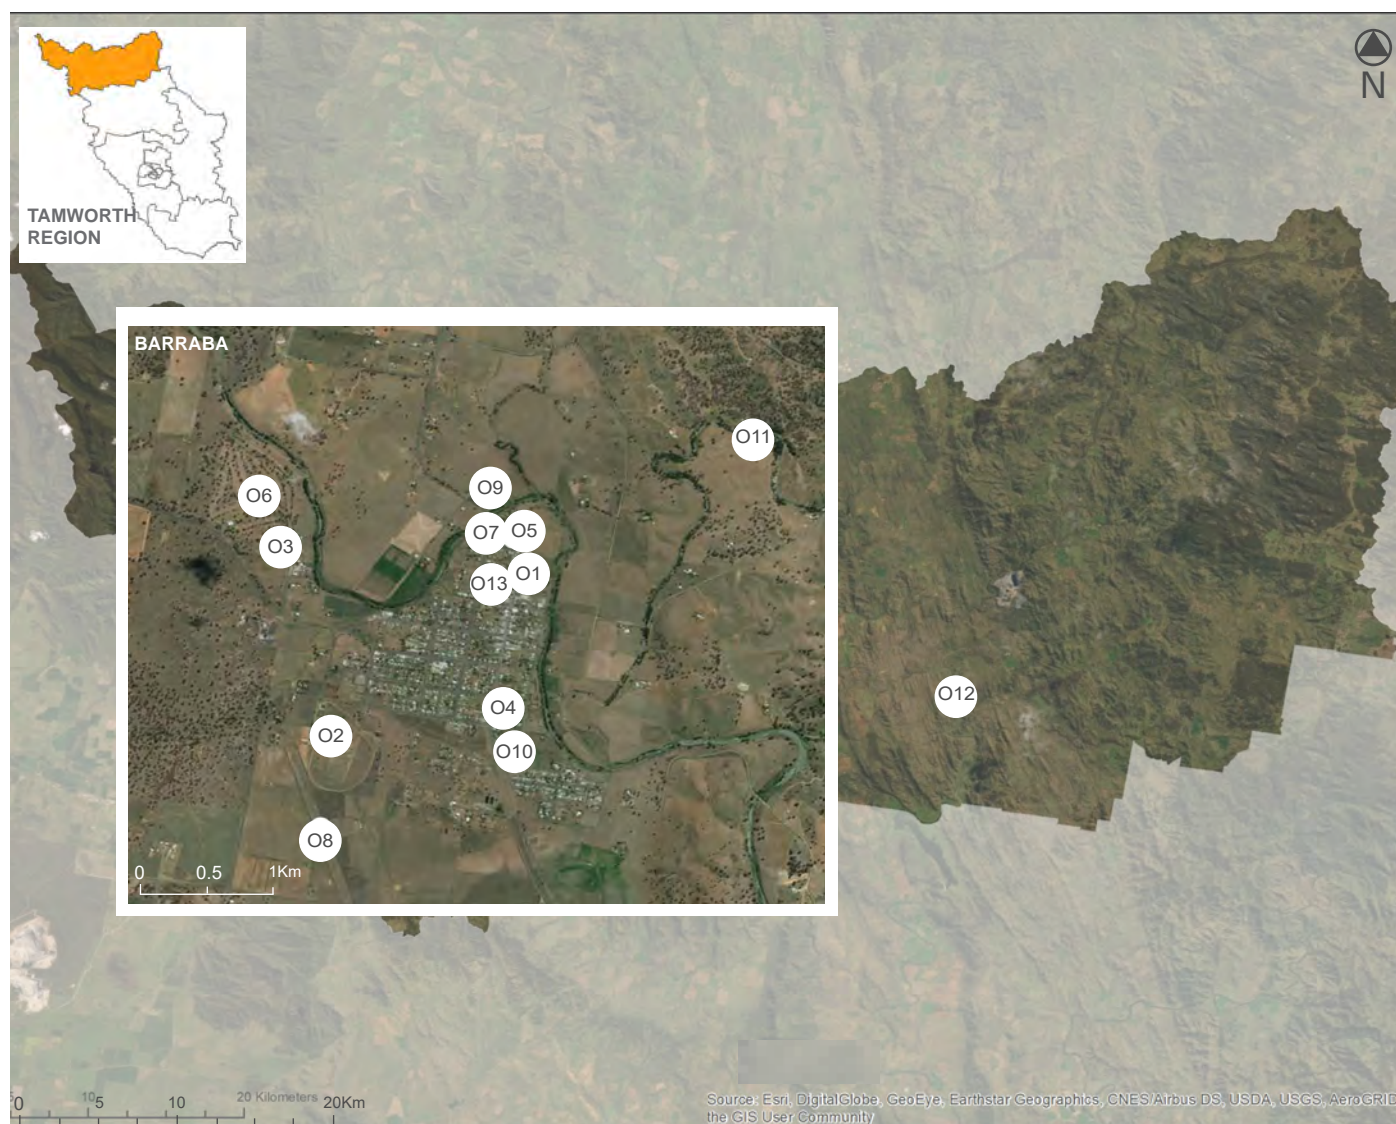 TAMWORTH
REGION
N
BARRABA
O11
O6
O9
O3
O7
O5
O13
O1
O4
O2
O10
O12
O8
0 0.5 1Km
0 5 10 20Km
10 20 Kilometers
Source: Esri, DigitalGlobe, GeoEye, Earthstar Geographics, CNES/Airbus DS, USDA, USGS, AeroGRID
the GIS User Community